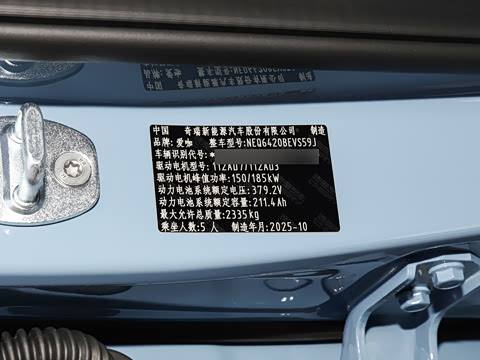 中国 奇瑞新能源汽车股份有限公司 制造
品牌: 爱咖 整车型号:NEQ6420BEVS59J
车辆识别代号: *
驱动电机型号: 112A07/112A03
驱动电机峰值功率: 150/185kW
动力电池系统额定电压: 379.2V
动力电池系统额定容量: 211.4Ah
最大允许总质量: 2335kg
乘坐人数: 5 人 制造年月: 2025-10